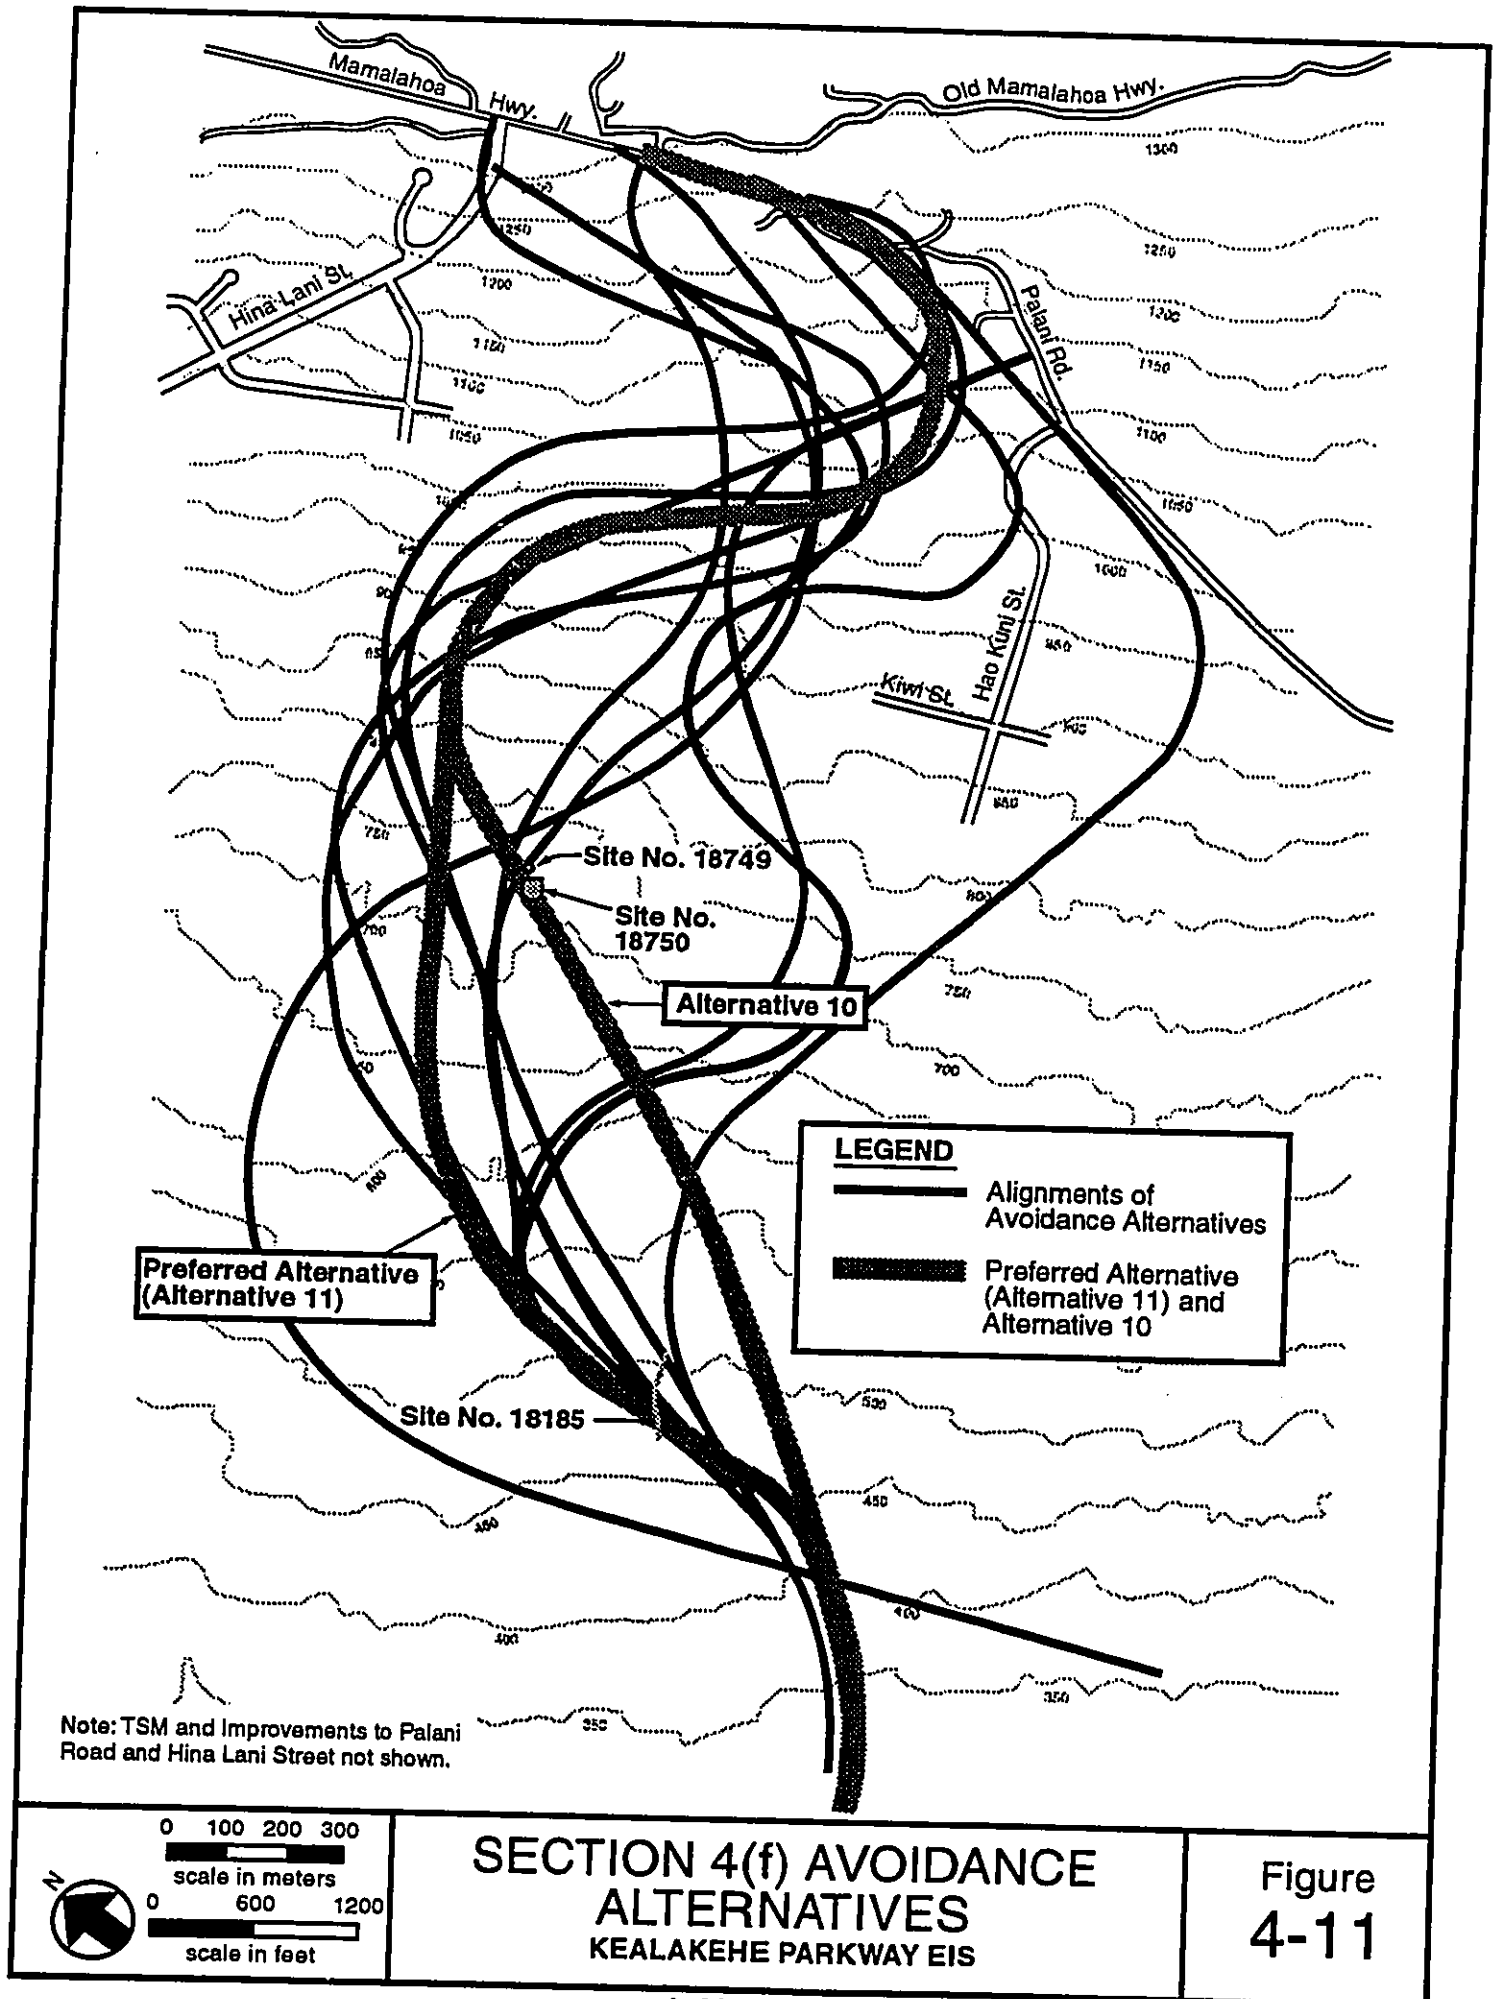 Mamalahoa
Hwy.
Old Mamalahoa Hwy.
1300
1250
1250
1200
Hina Lani St.
Palani Rd.
1200
1150
1150
1100
1100
1050
1050
1000
950
Hao Kuni St.
Kiwi St.
900
850
750
Site No. 18749
800
Site No.
18750
700
750
Alternative 10
700
LEGEND
600
Alignments of
Avoidance Alternatives
Preferred Alternative
(Alternative 11)
Preferred Alternative
(Alternative 11) and
Alternative 10
500
Site No. 18185
450
450
400
400
350
350
Note: TSM and Improvements to Palani
Road and Hina Lani Street not shown.
0 100 200 300
scale in meters
N
0 600 1200
scale in feet
SECTION 4(f) AVOIDANCE
ALTERNATIVES
KEALAKEHE PARKWAY EIS
Figure
4-11